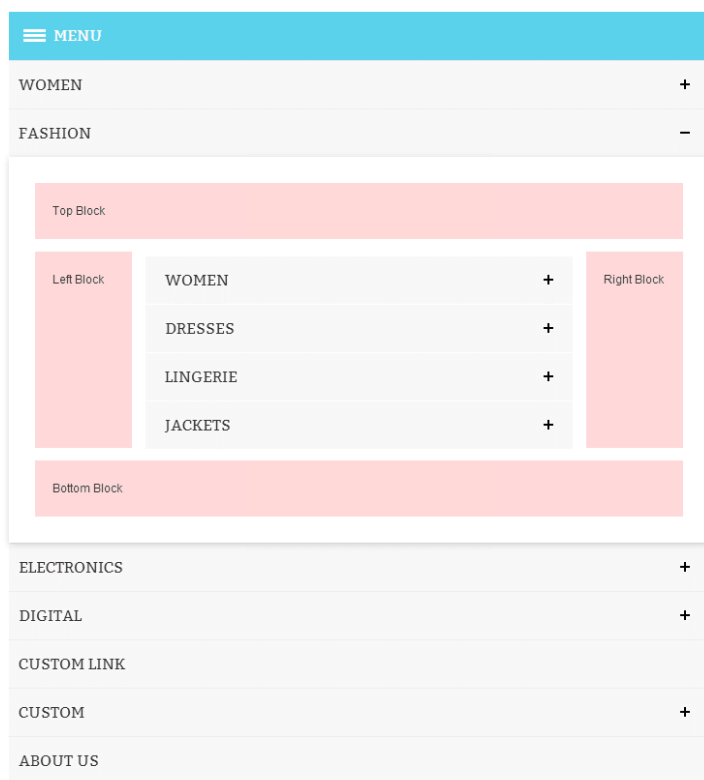 MENU
WOMEN
FASHION
Top Block
Left Block
WOMEN
DRESSES
LINGERIE
JACKETS
Right Block
Bottom Block
ELECTRONICS
DIGITAL
CUSTOM LINK
CUSTOM
ABOUT US